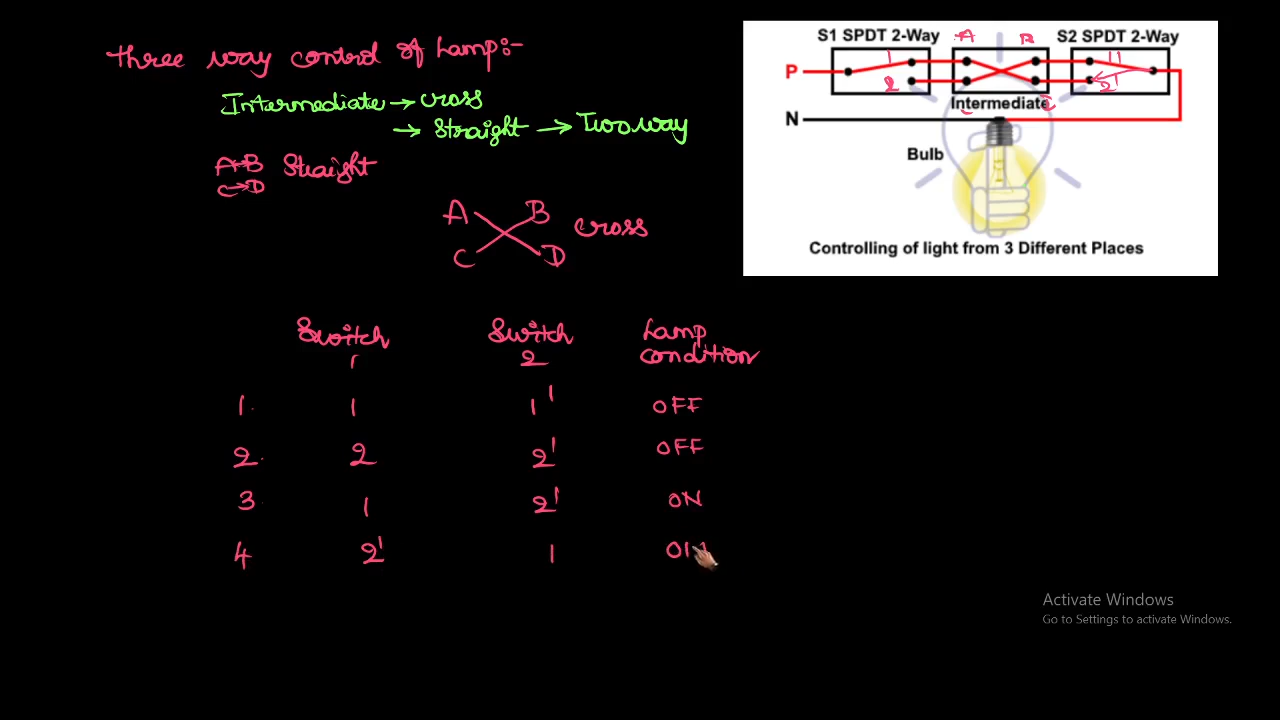 Three way control of Lamp:-
Intermediate → cross
→ Straight → Two way
A→B Straight
C→D
A B cross
C D
S1 SPDT 2-Way A B S2 SPDT 2-Way
P 1 1'
2 2'
Intermediate
C
N
Bulb
Controlling of light from 3 Different Places
Switch 1 Switch 2 Lamp condition
1. 1 1' OFF
2. 2 2' OFF
3. 1 2' ON
4 2' 1 ON
Activate Windows
Go to Settings to activate Windows.